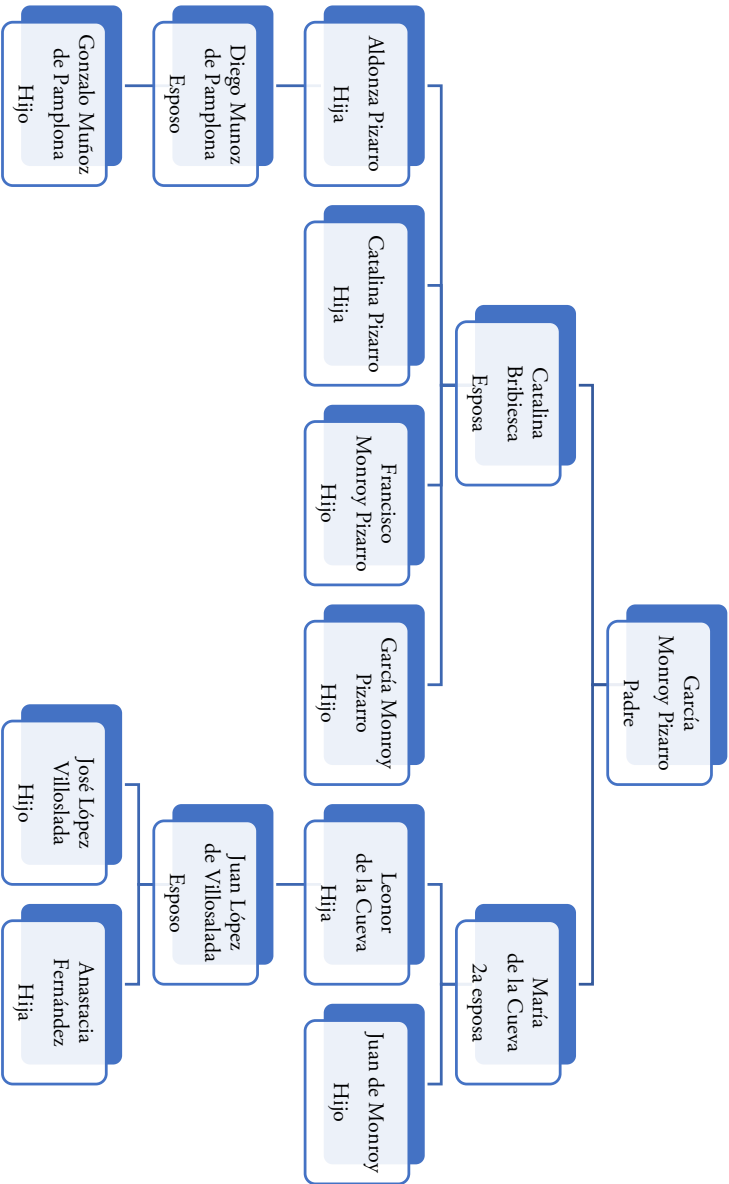 García
Monroy Pizarro
Padre
Catalina
Bribiesca
Esposa
María
de la Cueva
2a esposa
Aldonza Pizarro
Hija
Catalina Pizarro
Hija
Francisco
Monroy Pizarro
Hijo
García Monroy
Pizarro
Hijo
Leonor
de la Cueva
Hija
Juan de Monroy
Hijo
Diego Munoz
de Pamplona
Esposo
Juan López
de Villosalada
Esposo
Gonzalo Muñoz
de Pamplona
Hijo
José López
Villoslada
Hijo
Anastacia
Fernández
Hija